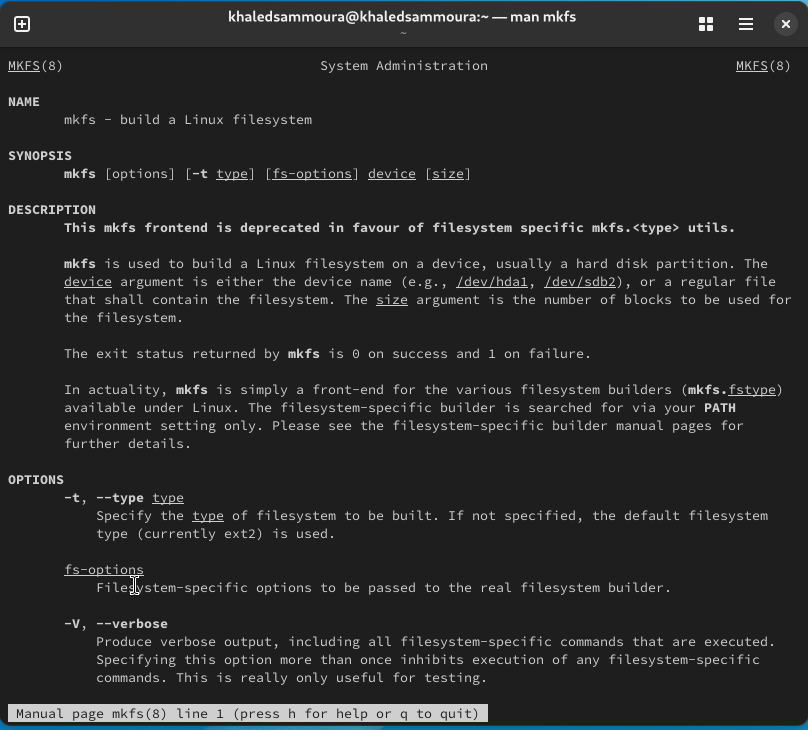 khaledsammoura@khaledsammoura:~ — man mkfs
~
MKFS(8) System Administration MKFS(8)
NAME
mkfs - build a Linux filesystem
SYNOPSIS
mkfs [options] [-t type] [fs-options] device [size]
DESCRIPTION
This mkfs frontend is deprecated in favour of filesystem specific mkfs.<type> utils.
mkfs is used to build a Linux filesystem on a device, usually a hard disk partition. The
device argument is either the device name (e.g., /dev/hda1, /dev/sdb2), or a regular file
that shall contain the filesystem. The size argument is the number of blocks to be used for
the filesystem.
The exit status returned by mkfs is 0 on success and 1 on failure.
In actuality, mkfs is simply a front-end for the various filesystem builders (mkfs.fstype)
available under Linux. The filesystem-specific builder is searched for via your PATH
environment setting only. Please see the filesystem-specific builder manual pages for
further details.
OPTIONS
-t, --type type
Specify the type of filesystem to be built. If not specified, the default filesystem
type (currently ext2) is used.
fs-options
Filesystem-specific options to be passed to the real filesystem builder.
-V, --verbose
Produce verbose output, including all filesystem-specific commands that are executed.
Specifying this option more than once inhibits execution of any filesystem-specific
commands. This is really only useful for testing.
Manual page mkfs(8) line 1 (press h for help or q to quit)